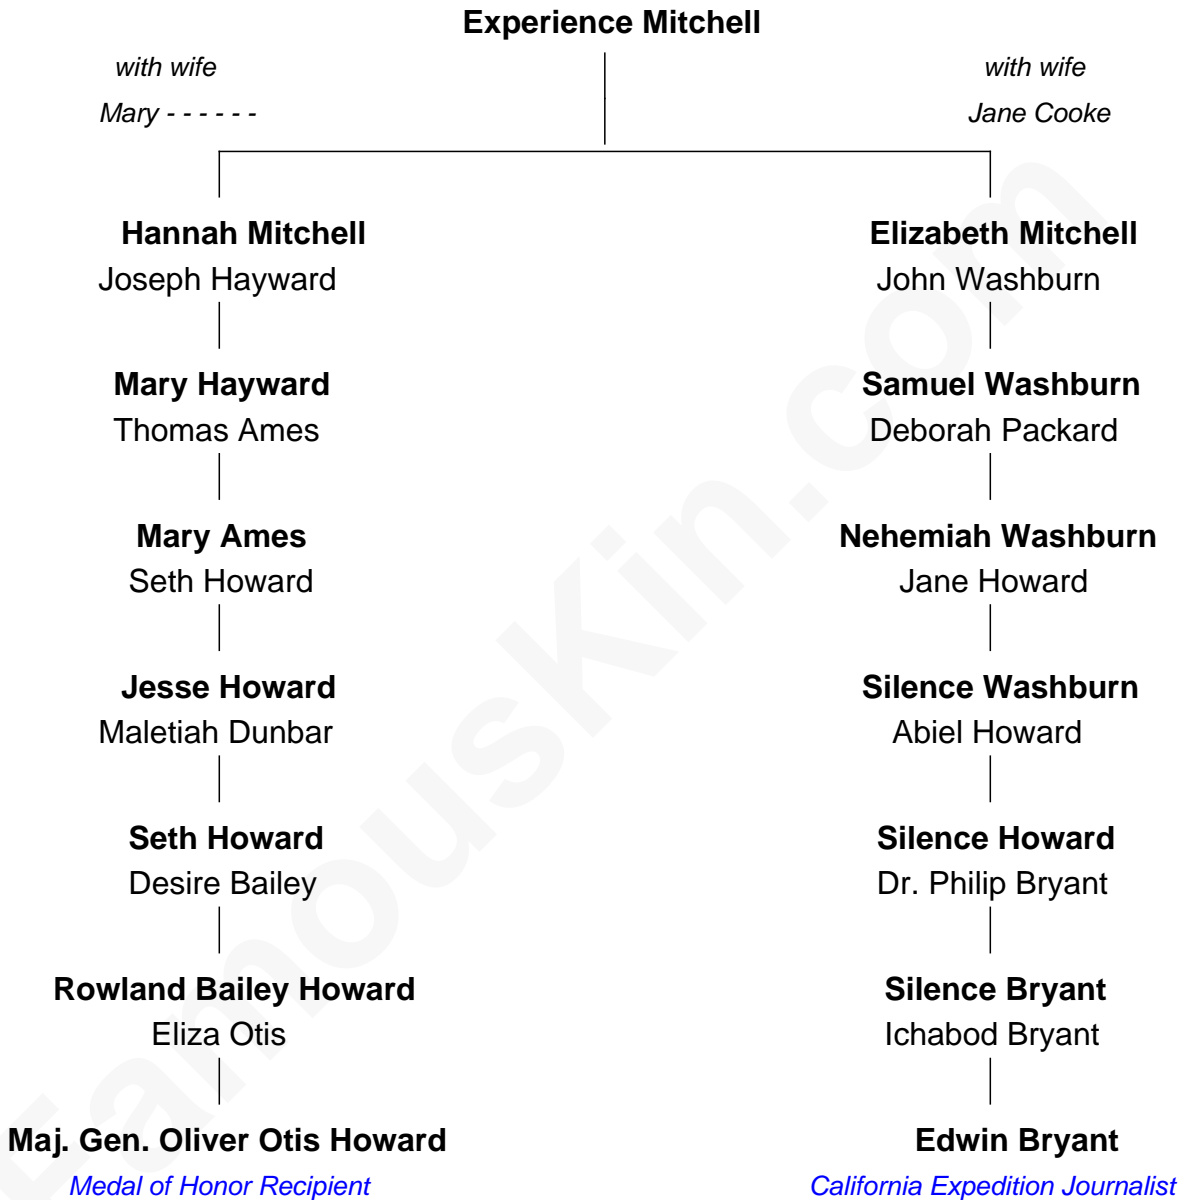 Experience Mitchell
with wife
with wife
Mary - - - - - -
Jane Cooke
Hannah Mitchell
Elizabeth Mitchell
Joseph Hayward
John Washburn
Mary Hayward
Samuel Washburn
Thomas Ames
Deborah Packard
Mary Ames
Nehemiah Washburn
Seth Howard
Jane Howard
Jesse Howard
Silence Washburn
Maletiah Dunbar
Abiel Howard
Seth Howard
Silence Howard
Desire Bailey
Dr. Philip Bryant
Rowland Bailey Howard
Silence Bryant
Eliza Otis
Ichabod Bryant
Maj. Gen. Oliver Otis Howard
Edwin Bryant
Medal of Honor Recipient
California Expedition Journalist
FamousKin.com